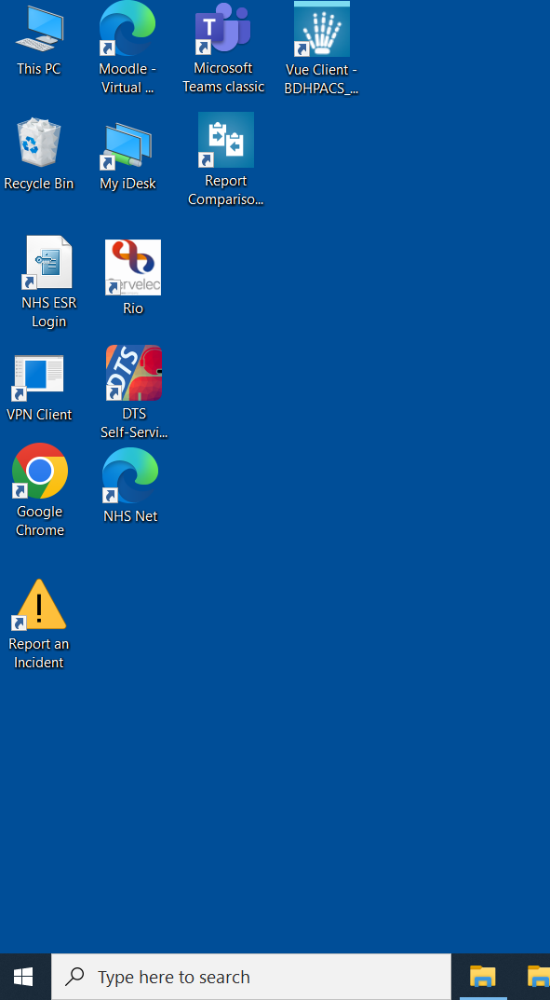 This PC
Moodle -
Virtual ...
T
Microsoft
Teams classic
Vue Client -
BDHPACS_...
Recycle Bin
My iDesk
Report
Compariso...
NHS ESR
Login
Servelec
Rio
VPN Client
DTS
DTS
Self-Servi...
Google
Chrome
NHS Net
Report an
Incident
Type here to search